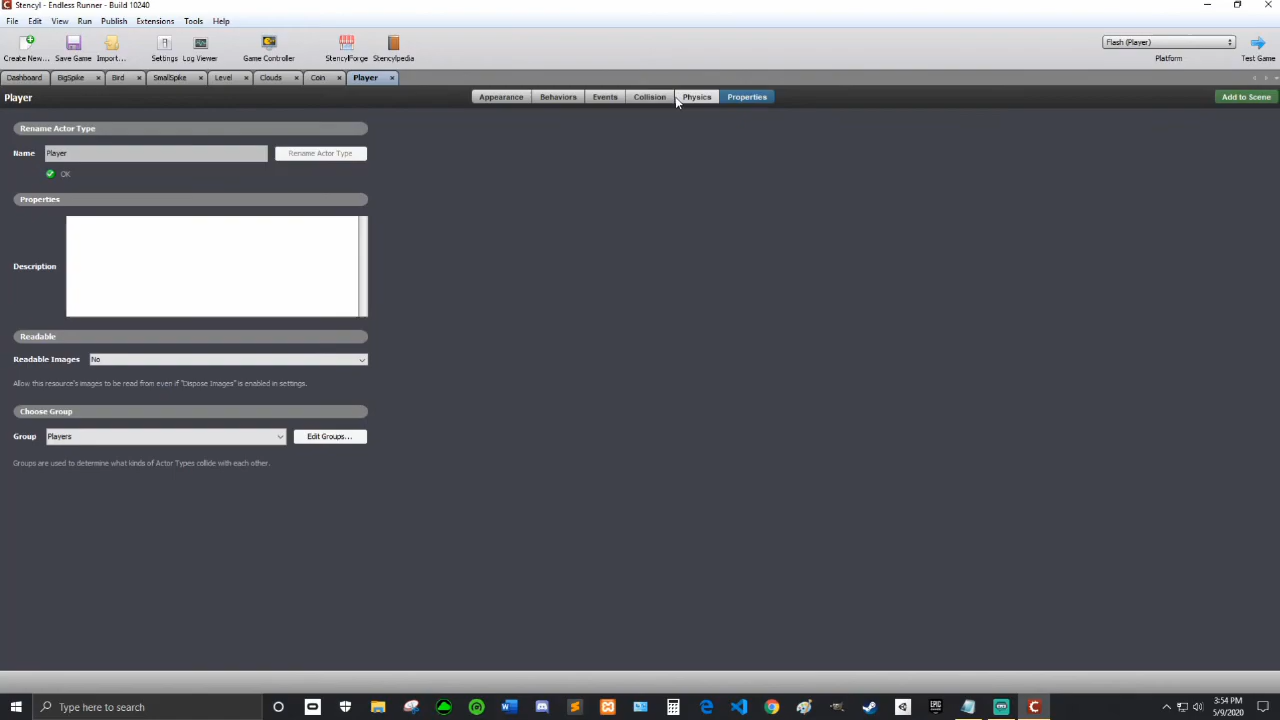 Stencyl - Endless Runner - Build 10240
File Edit View Run Publish Extensions Tools Help
Create New... Save Game Import... Settings Log Viewer Game Controller StencylForge Stencylpedia Flash (Player) Platform Test Game
Dashboard BigSpike Bird SmallSpike Level Clouds Coin Player
Player Appearance Behaviors Events Collision Physics Properties Add to Scene
Rename Actor Type
Name Player Rename Actor Type
OK
Properties
Description
Readable
Readable Images No
Allow this resource's images to be read from even if "Dispose Images" is enabled in settings.
Choose Group
Group Players Edit Groups...
Groups are used to determine what kinds of Actor Types collide with each other.
Type here to search
3:54 PM
5/9/2020